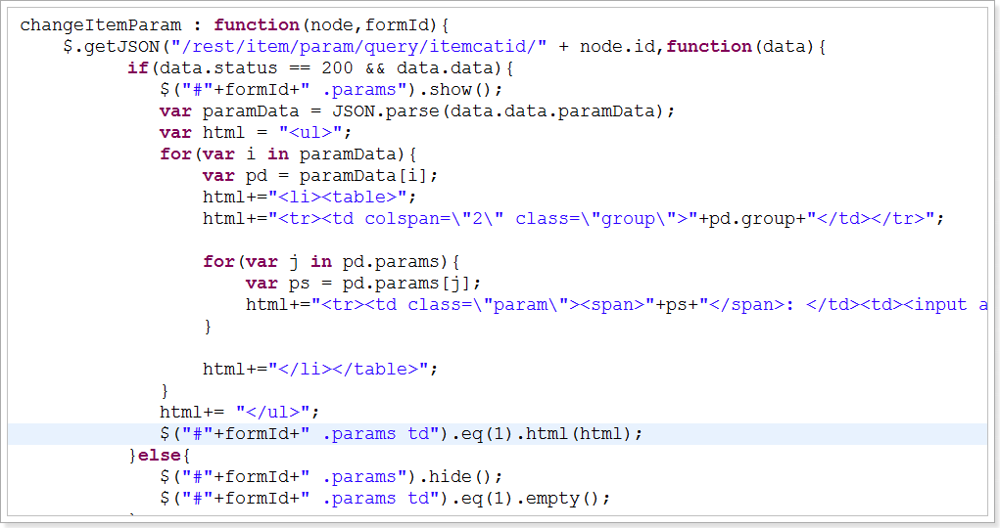 changeItemParam : function(node,formId){
    $.getJSON("/rest/item/param/query/itemcatid/" + node.id,function(data){
          if(data.status == 200 && data.data){
             $("#"+formId+" .params").show();
             var paramData = JSON.parse(data.data.paramData);
             var html = "<ul>";
             for(var i in paramData){
                 var pd = paramData[i];
                 html+="<li><table>";
                 html+="<tr><td colspan=\"2\" class=\"group\">"+pd.group+"</td></tr>";
                 for(var j in pd.params){
                     var ps = pd.params[j];
                     html+="<tr><td class=\"param\"><span>"+ps+"</span>: </td><td><input a
                 }
                 html+="</li></table>";
             }
             html+= "</ul>";
             $("#"+formId+" .params td").eq(1).html(html);
          }else{
             $("#"+formId+" .params").hide();
             $("#"+formId+" .params td").eq(1).empty();